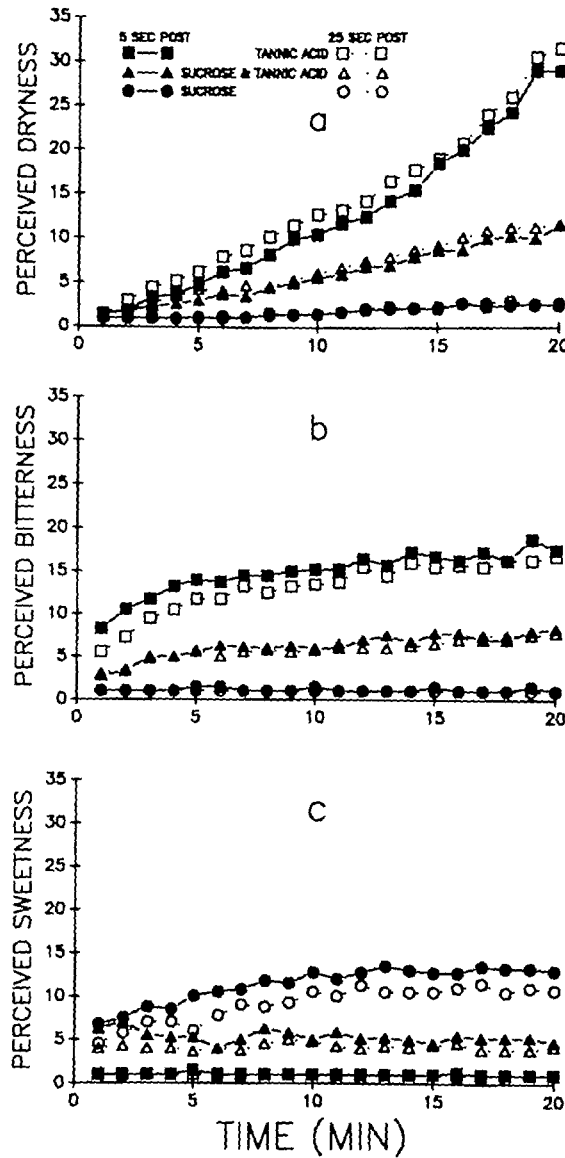 5 SEC POST 25 SEC POST
TANNIC ACID
SUCROSE & TANNIC ACID
SUCROSE
a
PERCEIVED DRYNESS
35
30
25
20
15
10
5
0
0 5 10 15 20
b
PERCEIVED BITTERNESS
35
30
25
20
15
10
5
0
0 5 10 15 20
c
PERCEIVED SWEETNESS
35
30
25
20
15
10
5
0
0 5 10 15 20
TIME (MIN)